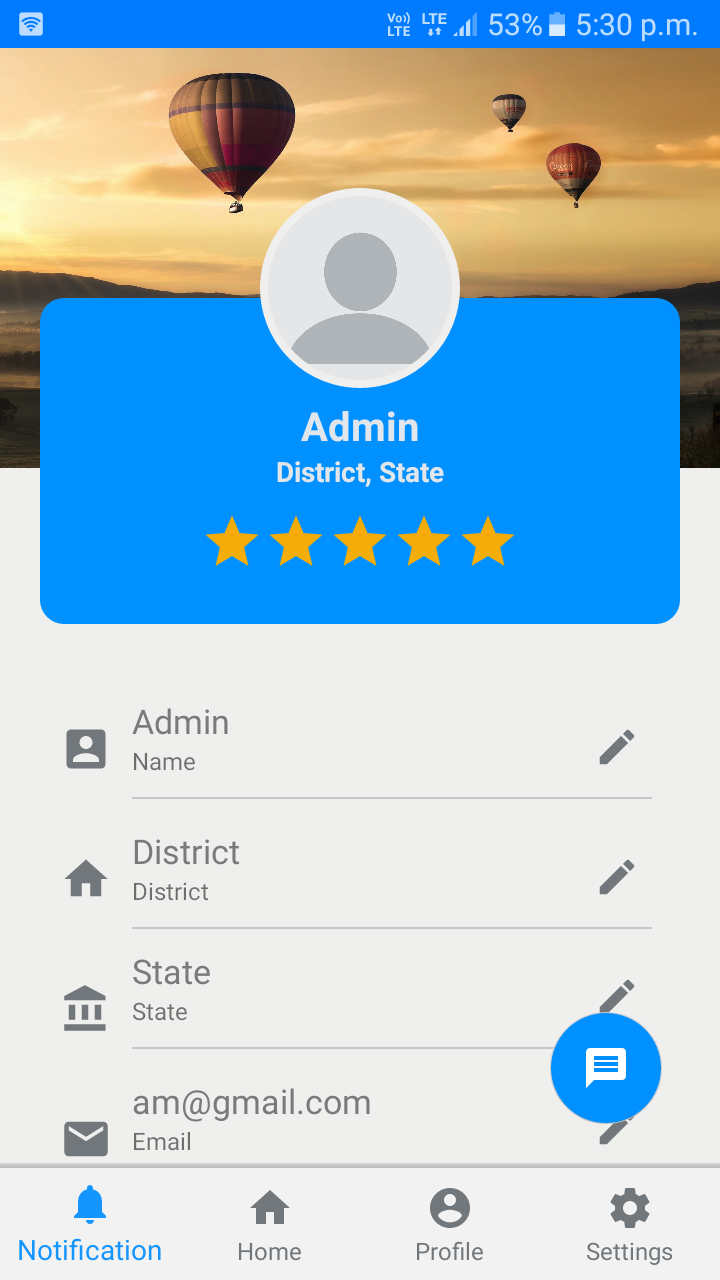 Vo)) LTE LTE 53% 5:30 p.m.
Admin
District, State
Admin
Name
District
District
State
State
am@gmail.com
Email
Notification Home Profile Settings